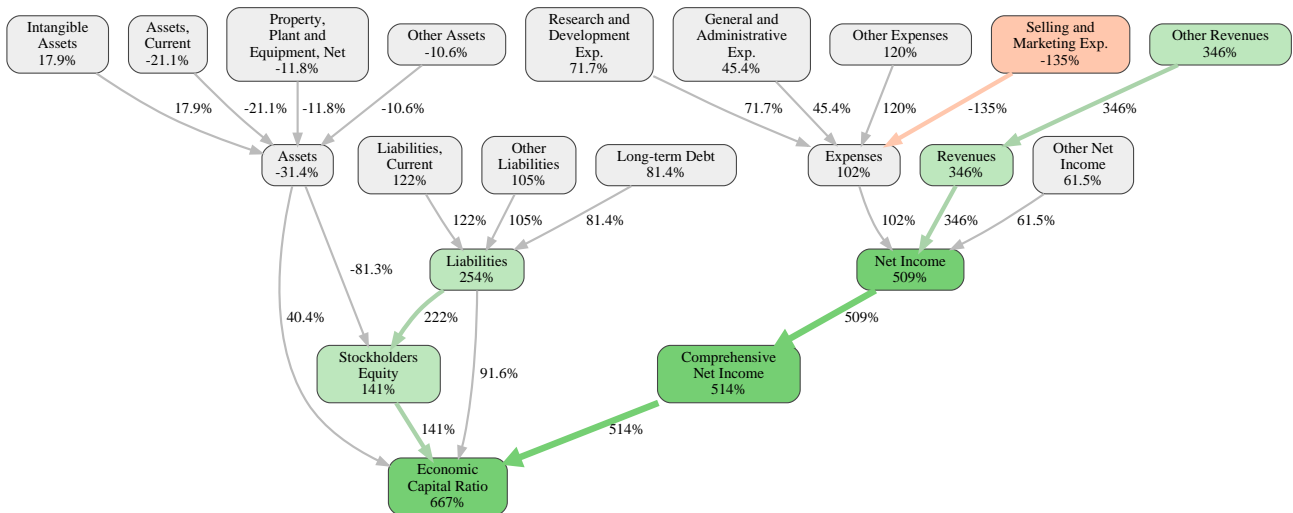 Intangible
Assets
17.9%
Assets,
Current
-21.1%
Property,
Plant and
Equipment, Net
-11.8%
Other Assets
-10.6%
Research and
Development
Exp.
71.7%
General and
Administrative
Exp.
45.4%
Other Expenses
120%
Selling and
Marketing Exp.
-135%
Other Revenues
346%
17.9%
-21.1%
-11.8%
-10.6%
71.7%
45.4%
120%
-135%
346%
Assets
-31.4%
Liabilities,
Current
122%
Other
Liabilities
105%
Long-term Debt
81.4%
Expenses
102%
Revenues
346%
Other Net
Income
61.5%
122%
105%
81.4%
102%
346%
61.5%
-81.3%
Liabilities
254%
Net Income
509%
40.4%
222%
509%
Stockholders
Equity
141%
91.6%
Comprehensive
Net Income
514%
141%
514%
Economic
Capital Ratio
667%